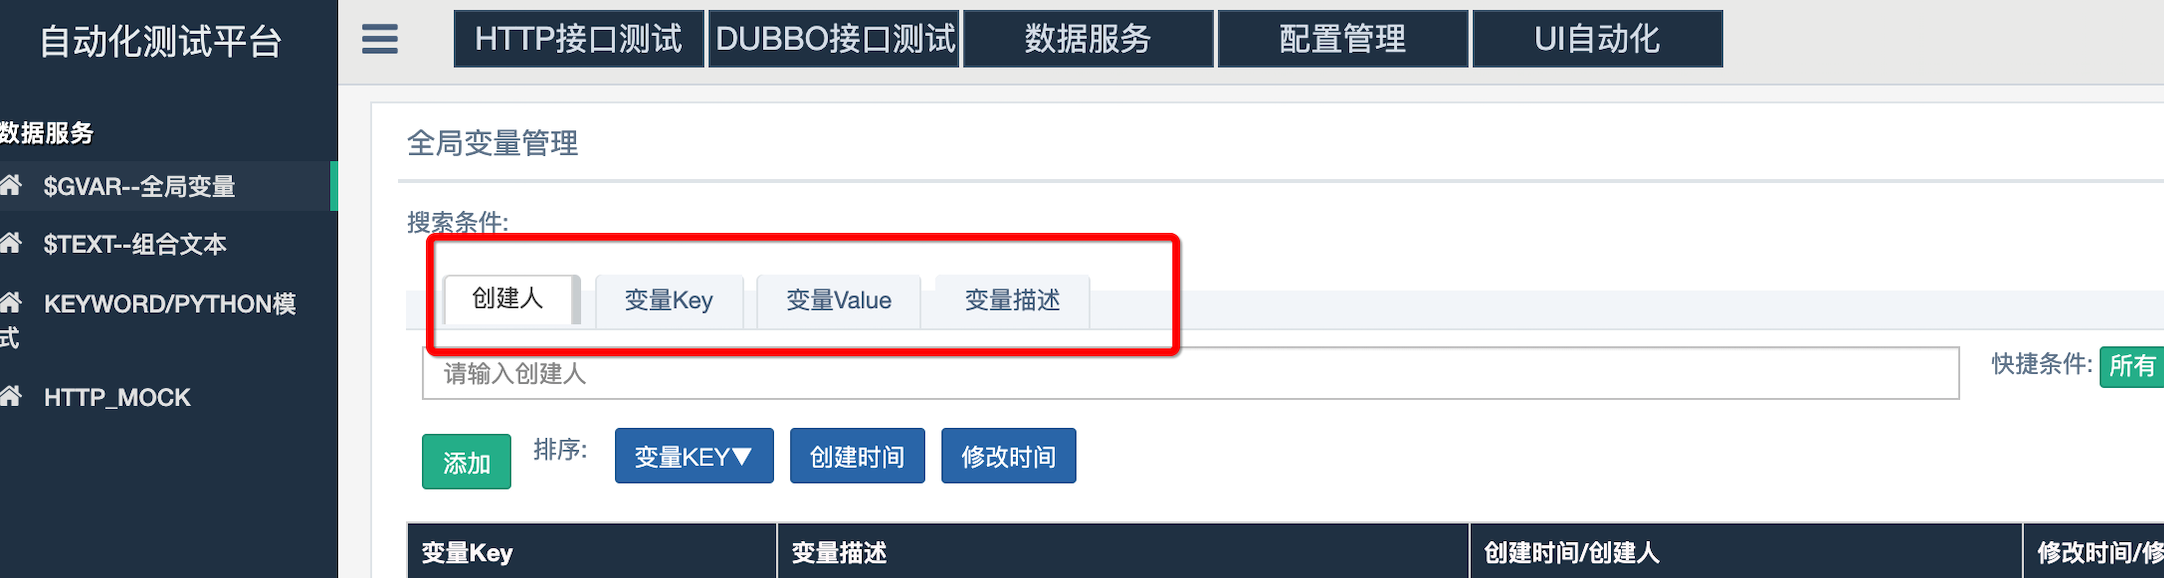 自动化测试平台
HTTP接口测试
DUBBO接口测试
数据服务
配置管理
UI自动化
数据服务
$GVAR--全局变量
$TEXT--组合文本
KEYWORD/PYTHON模
式
HTTP_MOCK
全局变量管理
搜索条件:
创建人
变量Key
变量Value
变量描述
请输入创建人
快捷条件:
所有
添加
排序:
变量KEY▼
创建时间
修改时间
变量Key
变量描述
创建时间/创建人
修改时间/修